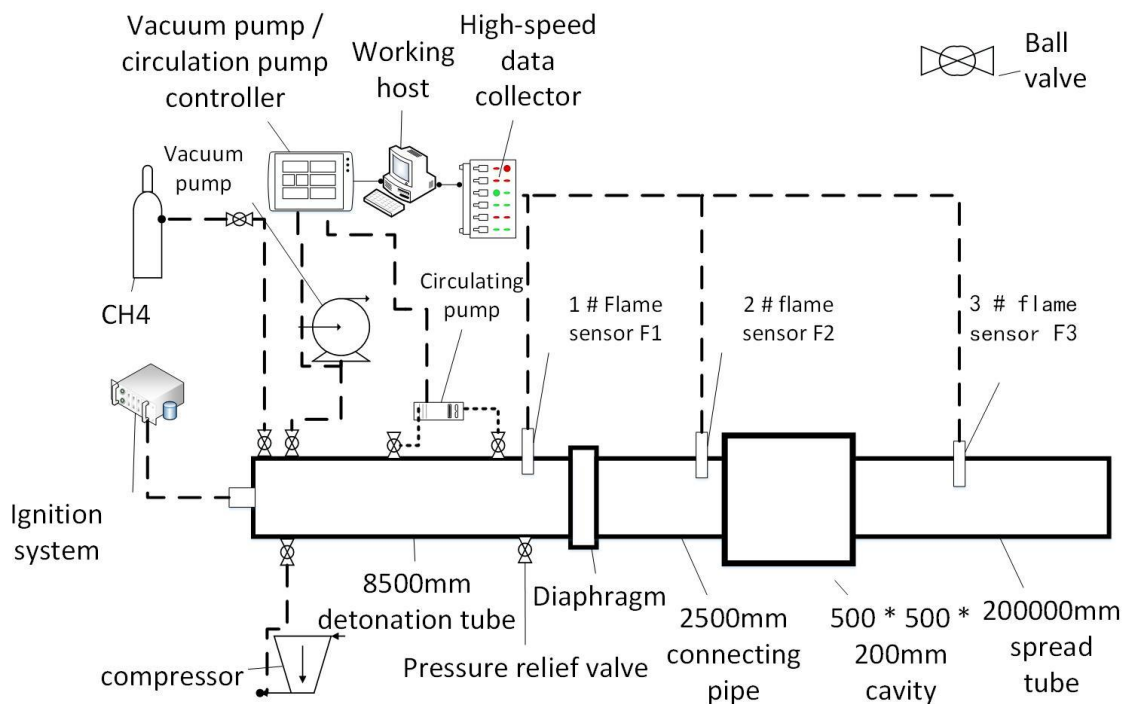 Vacuum pump /
circulation pump
controller
Working
host
High-speed
data
collector
Ball
valve
Vacuum
pump
CH4
Circulating
pump
1 # Flame
sensor F1
2 # flame
sensor F2
3 # flame
sensor F3
Ignition
system
8500mm
detonation tube
Diaphragm
2500mm
connecting
pipe
500 * 500 *
200mm
cavity
200000mm
spread
tube
compressor
Pressure relief valve